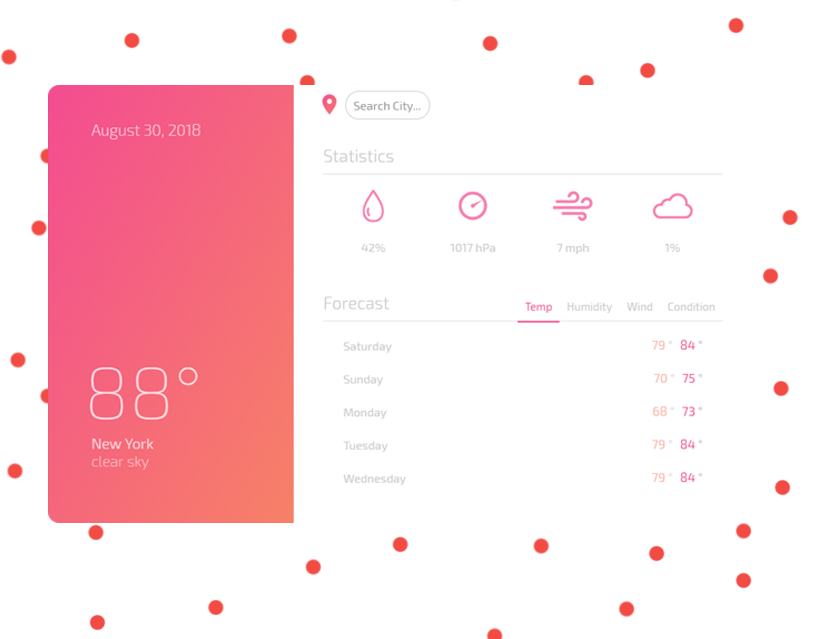 August 30, 2018
88°
New York
clear sky
Search City...
Statistics
42% 1017 hPa 7 mph 1%
Forecast Temp Humidity Wind Condition
Saturday 79 ° 84 °
Sunday 70 ° 75 °
Monday 68 ° 73 °
Tuesday 79 ° 84 °
Wednesday 79 ° 84 °